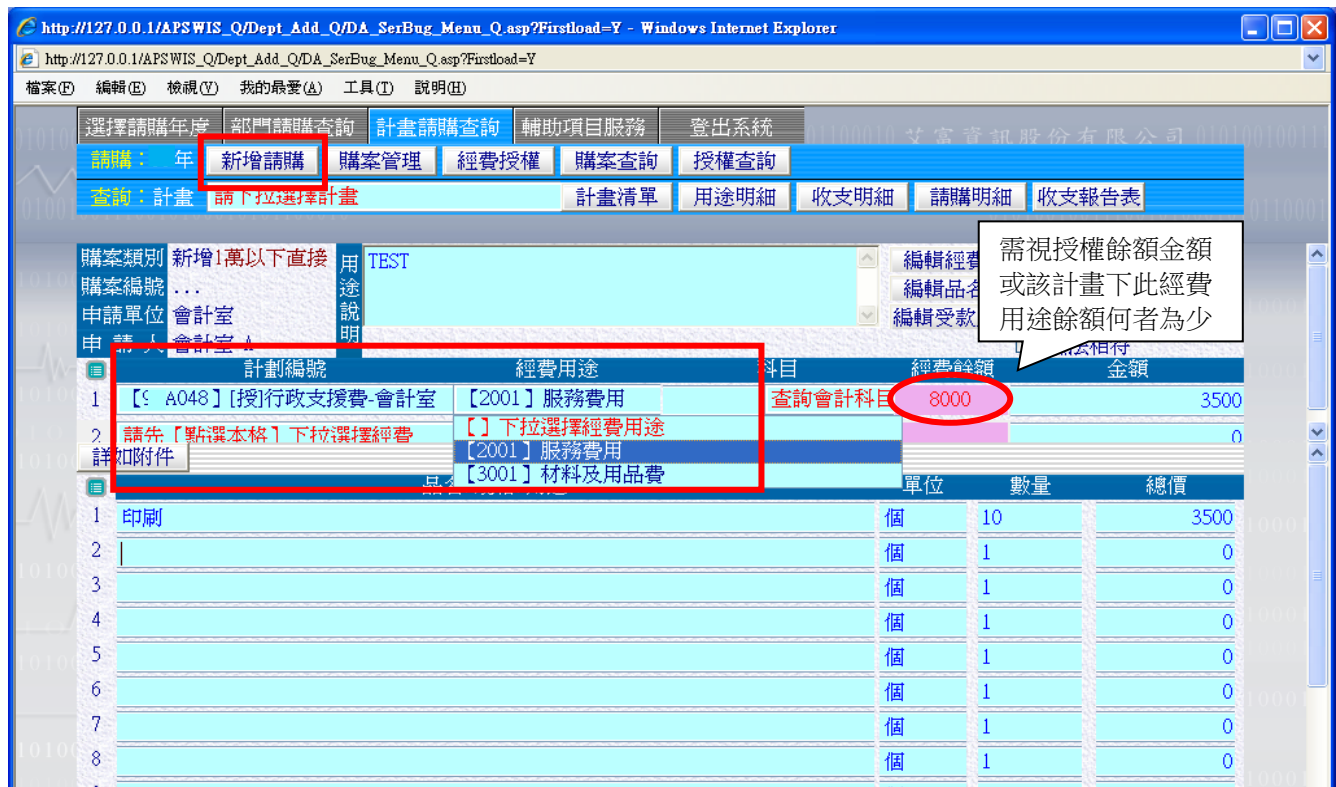 http://127.0.0.1/APSWIS_Q/Dept_Add_Q/DA_SerBug_Menu_Q.asp?Firstload=Y - Windows Internet Explorer
http://127.0.0.1/APSWIS_Q/Dept_Add_Q/DA_SerBug_Menu_Q.asp?Firstload=Y
檔案(F) 編輯(E) 檢視(V) 我的最愛(A) 工具(T) 說明(H)
選擇請購年度 部門請購查詢 計畫請購查詢 輔助項目服務 登出系統
艾富資訊股份有限公司
請購： 年 新增請購 購案管理 經費授權 購案查詢 授權查詢
查詢：計畫 請下拉選擇計畫 計畫清單 用途明細 收支明細 請購明細 收支報告表
需視授權餘額金額
或該計畫下此經費
用途餘額何者為少
購案類別 新增1萬以下直接 用途說明 TEST 編輯經
購案編號 ... 編輯品
申請單位 會計室 編輯受款
申請人 會計室 相符
計劃編號 經費用途 科目 經費餘額 金額
1 【9 A048】[授]行政支援費-會計室 【2001】服務費用 查詢會計科目 8000 3500
2 請先【點選本格】下拉選擇經費 【】下拉選擇經費用途 0
【2001】服務費用
【3001】材料及用品費
詳如附件
單位 數量 總價
1 印刷 個 10 3500
2 個 1 0
3 個 1 0
4 個 1 0
5 個 1 0
6 個 1 0
7 個 1 0
8 個 1 0